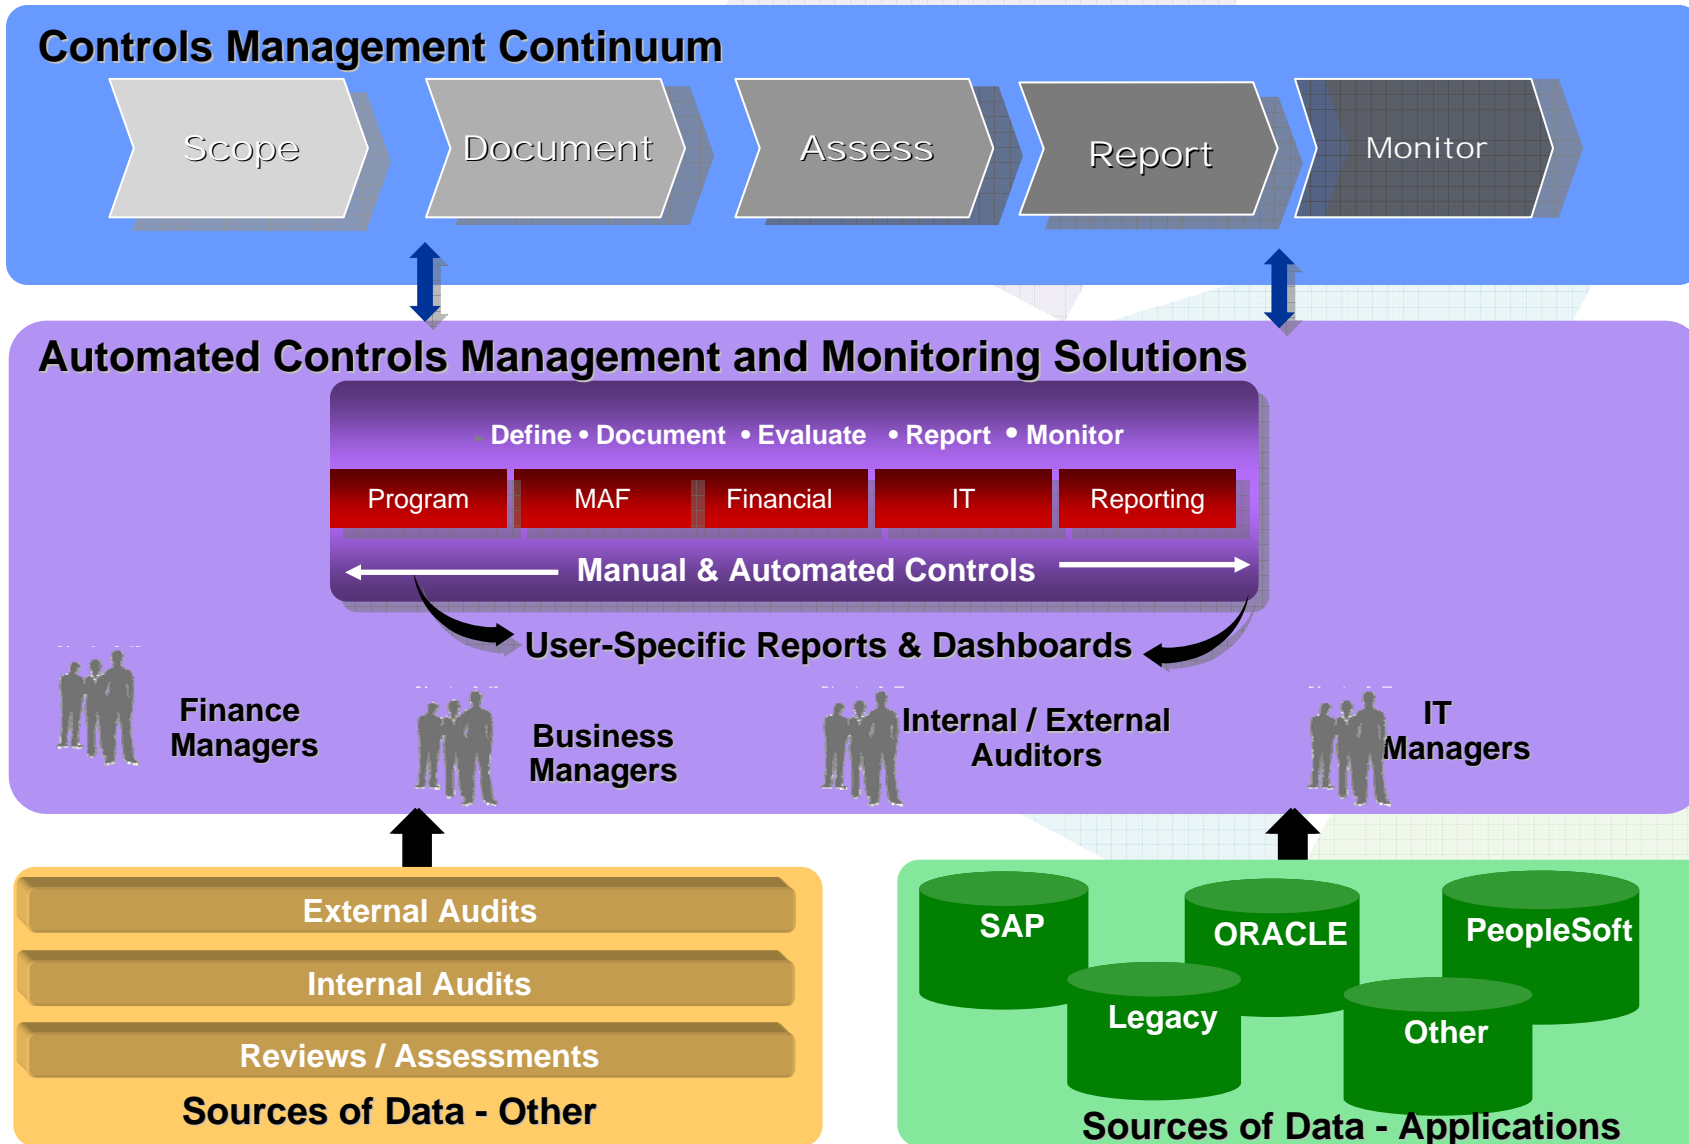 Controls Management Continuum
Scope
Document
Assess
Report
Monitor
Automated Controls Management and Monitoring Solutions
Define • Document • Evaluate • Report • Monitor
Program
MAF
Financial
IT
Reporting
Manual & Automated Controls
User-Specific Reports & Dashboards
Finance
Managers
Business
Managers
Internal / External
Auditors
IT
Managers
External Audits
Internal Audits
Reviews / Assessments
Sources of Data - Other
SAP
ORACLE
PeopleSoft
Legacy
Other
Sources of Data - Applications